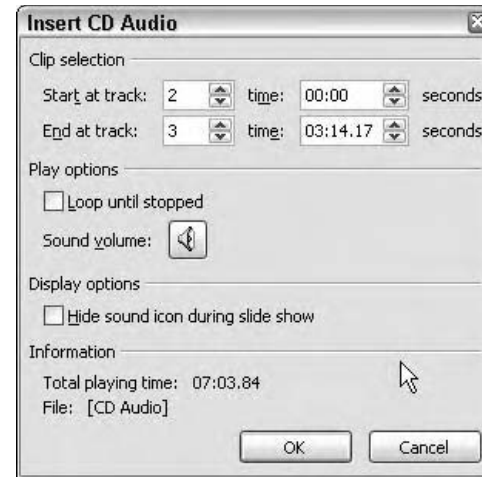 Insert CD Audio
Clip selection
Start at track: 2 time: 00:00 seconds
End at track: 3 time: 03:14.17 seconds
Play options
Loop until stopped
Sound volume:
Display options
Hide sound icon during slide show
Information
Total playing time: 07:03.84
File: [CD Audio]
OK Cancel